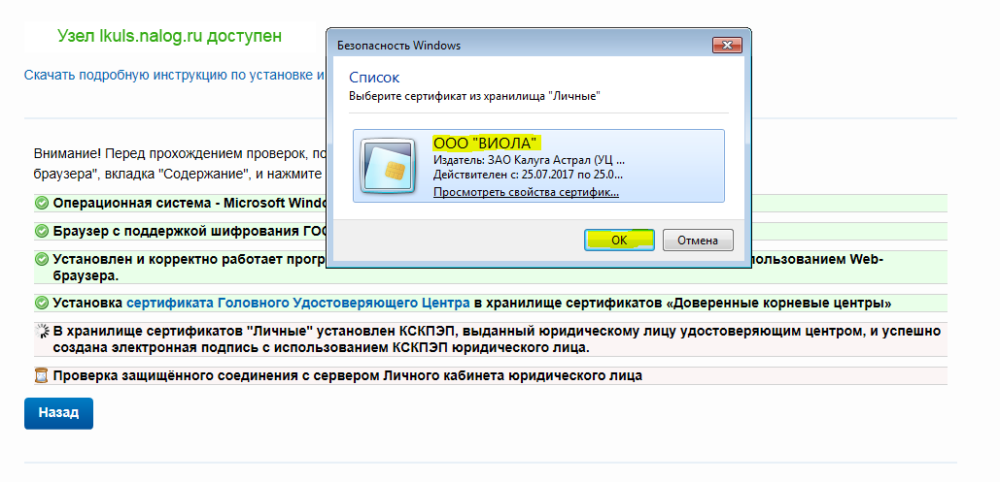 Узел lkuls.nalog.ru доступен
Скачать подробную инструкцию по установке и
Безопасность Windows
Список
Выберите сертификат из хранилища "Личные"
ООО "ВИОЛА"
Издатель: ЗАО Калуга Астрал (УЦ ...
Действителен с: 25.07.2017 по 25.0...
Просмотреть свойства сертифик...
ОК
Отмена
Внимание! Перед прохождением проверок, по
браузера", вкладка "Содержание", и нажмите
Операционная система - Microsoft Windo
Браузер с поддержкой шифрования ГОС
Установлен и корректно работает прогр пользованием Web-
браузера.
Установка сертификата Головного Удостоверяющего Центра в хранилище сертификатов «Доверенные корневые центры»
В хранилище сертификатов "Личные" установлен КСКПЭП, выданный юридическому лицу удостоверяющим центром, и успешно
создана электронная подпись с использованием КСКПЭП юридического лица.
Проверка защищённого соединения с сервером Личного кабинета юридического лица
Назад